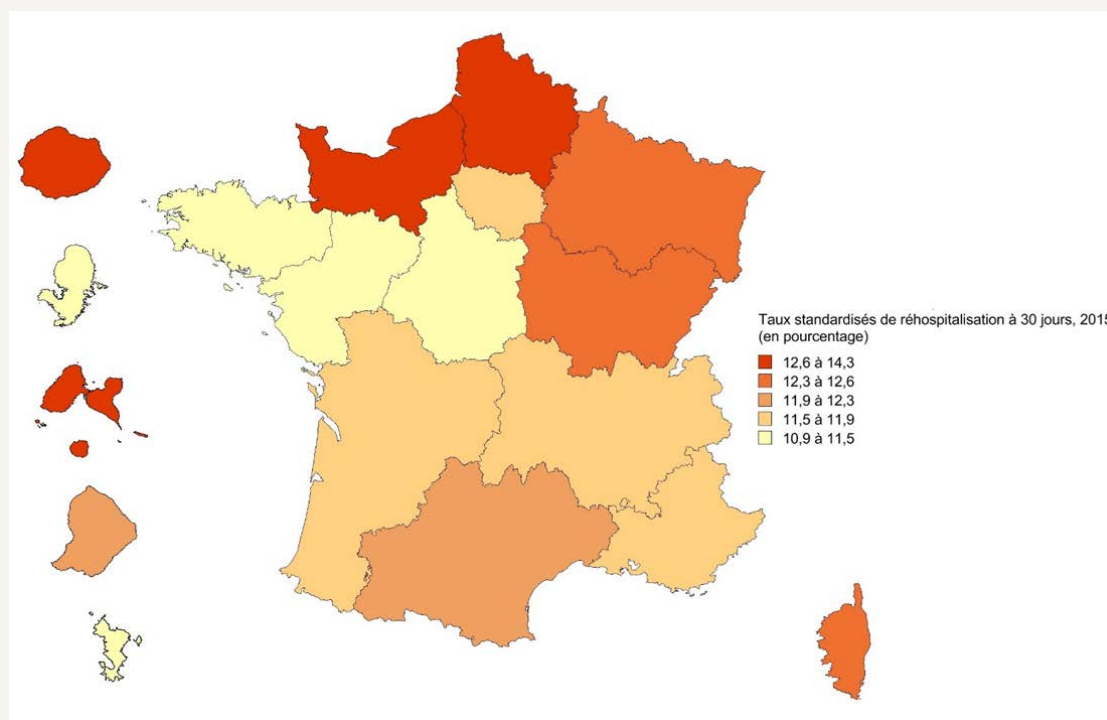 Taux standardisés de réhospitalisation à 30 jours, 2015
(en pourcentage)
12,6 à 14,3
12,3 à 12,6
11,9 à 12,3
11,5 à 11,9
10,9 à 11,5